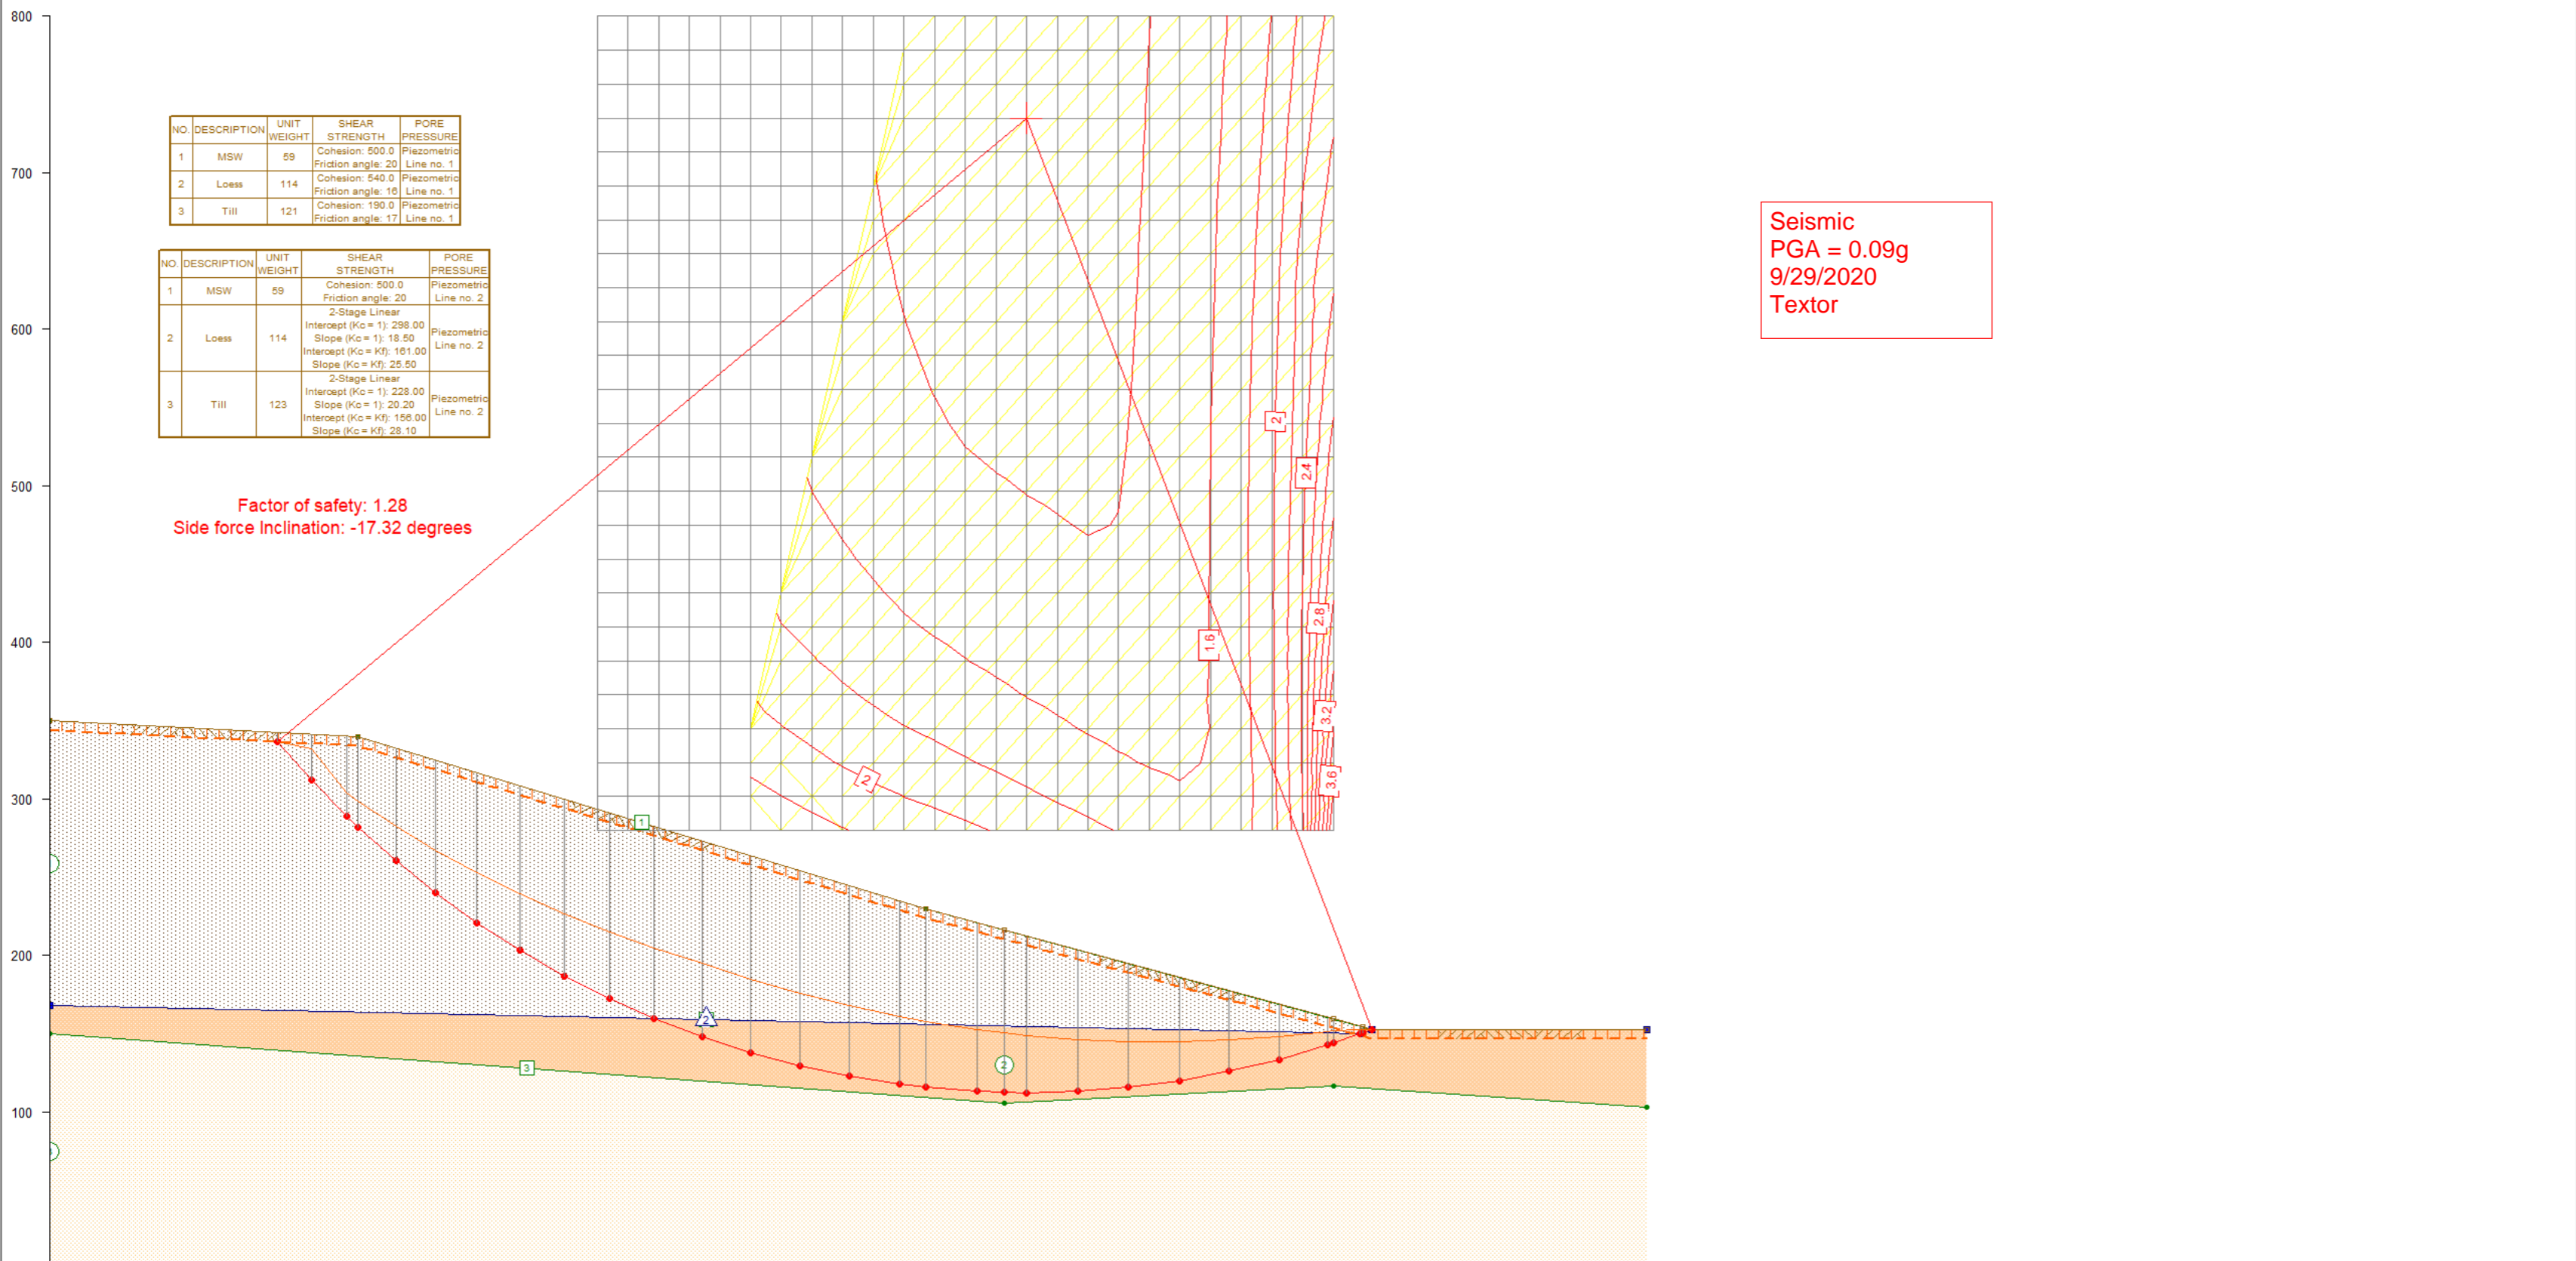 800
700
600
500
400
300
200
100
NO. DESCRIPTION UNIT WEIGHT SHEAR STRENGTH PORE PRESSURE
1 MSW 59 Cohesion: 500.0 Friction angle: 20 Piezometric Line no. 1
2 Loess 114 Cohesion: 540.0 Friction angle: 16 Piezometric Line no. 1
3 Till 121 Cohesion: 190.0 Friction angle: 17 Piezometric Line no. 1
NO. DESCRIPTION UNIT WEIGHT SHEAR STRENGTH PORE PRESSURE
1 MSW 59 Cohesion: 500.0 Friction angle: 20 Piezometric Line no. 2
2 Loess 114 2-Stage Linear Intercept (Kc = 1): 298.00 Slope (Kc = 1): 18.50 Intercept (Kc = Kf): 161.00 Slope (Kc = Kf): 25.50 Piezometric Line no. 2
3 Till 123 2-Stage Linear Intercept (Kc = 1): 228.00 Slope (Kc = 1): 20.20 Intercept (Kc = Kf): 156.00 Slope (Kc = Kf): 28.10 Piezometric Line no. 2
Factor of safety: 1.28
Side force Inclination: -17.32 degrees
Seismic
PGA = 0.09g
9/29/2020
Textor
2
2.4
2.8
1.6
3.2
3.6
2
1
2
2
3